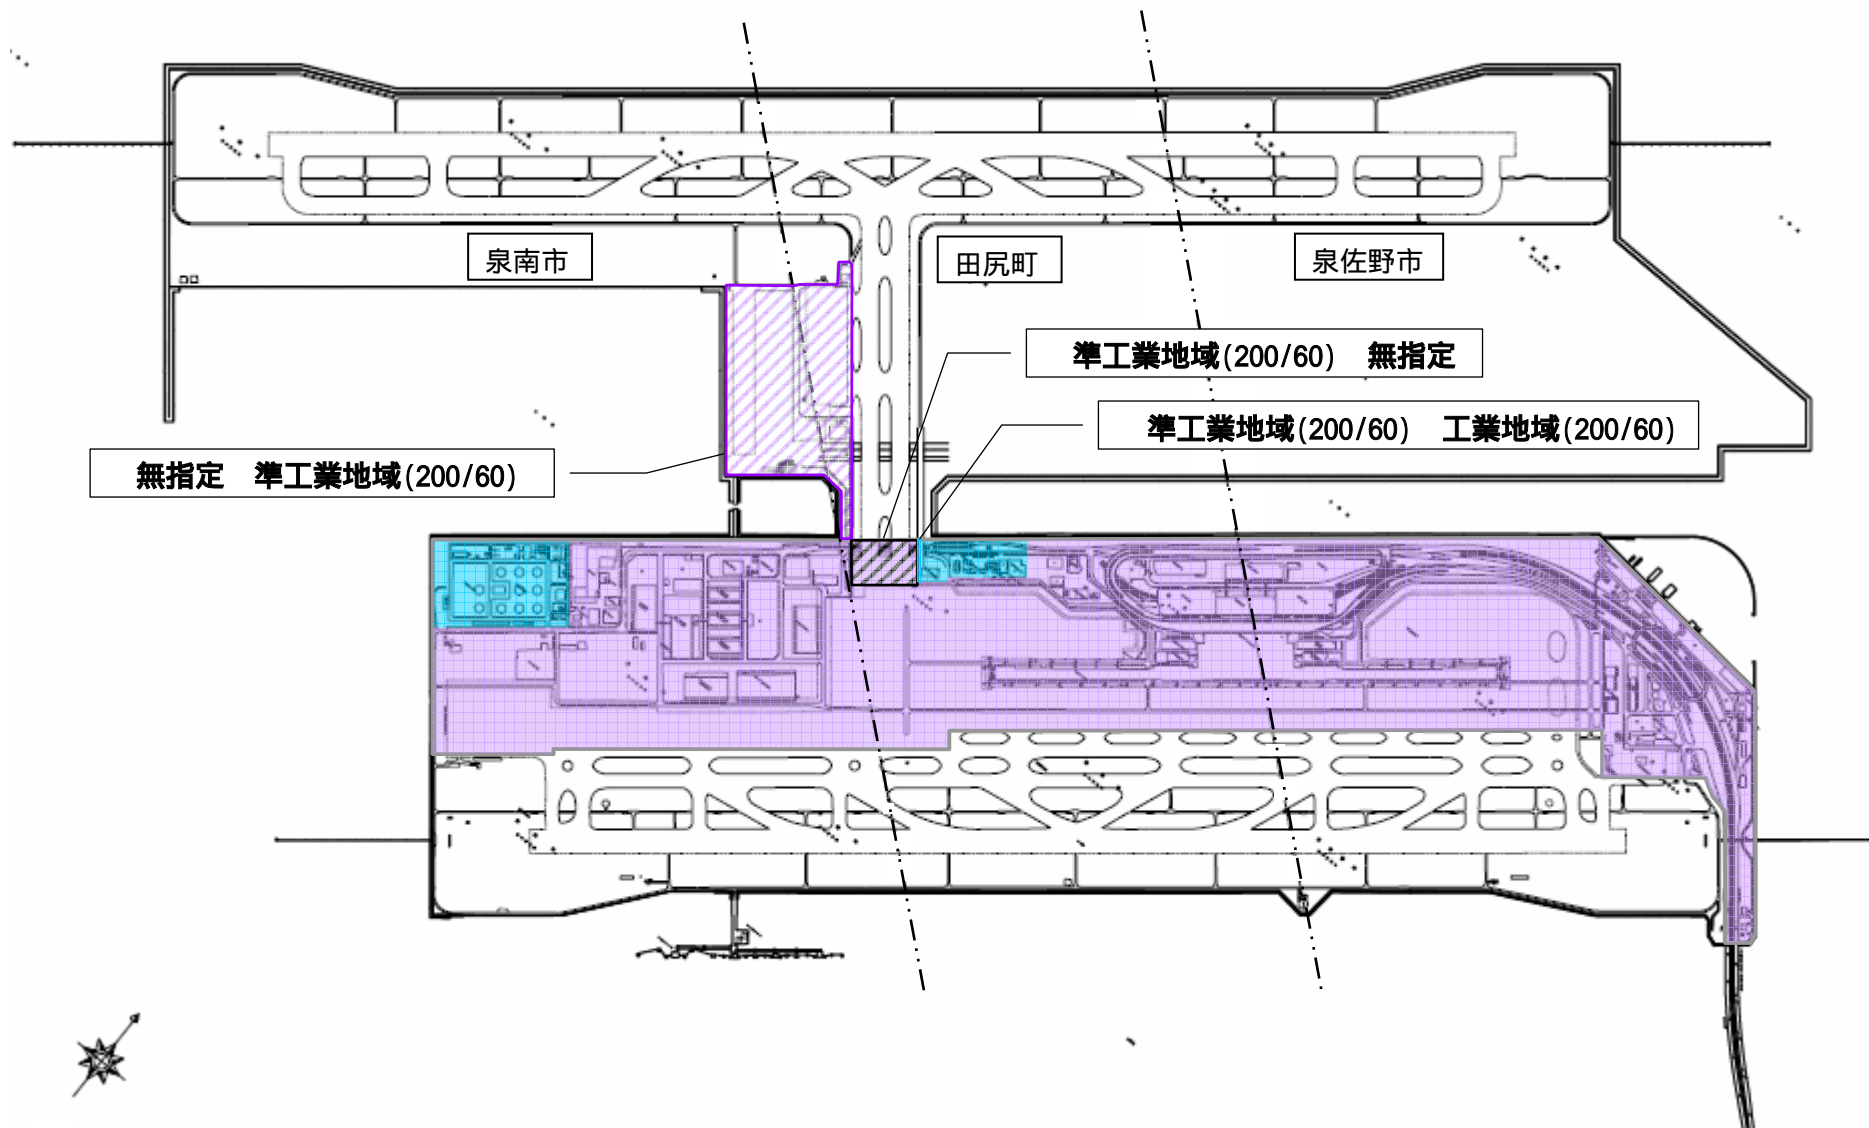 泉南市
田尻町
泉佐野市
準工業地域(200/60)　無指定
準工業地域(200/60)　工業地域(200/60)
無指定　準工業地域(200/60)